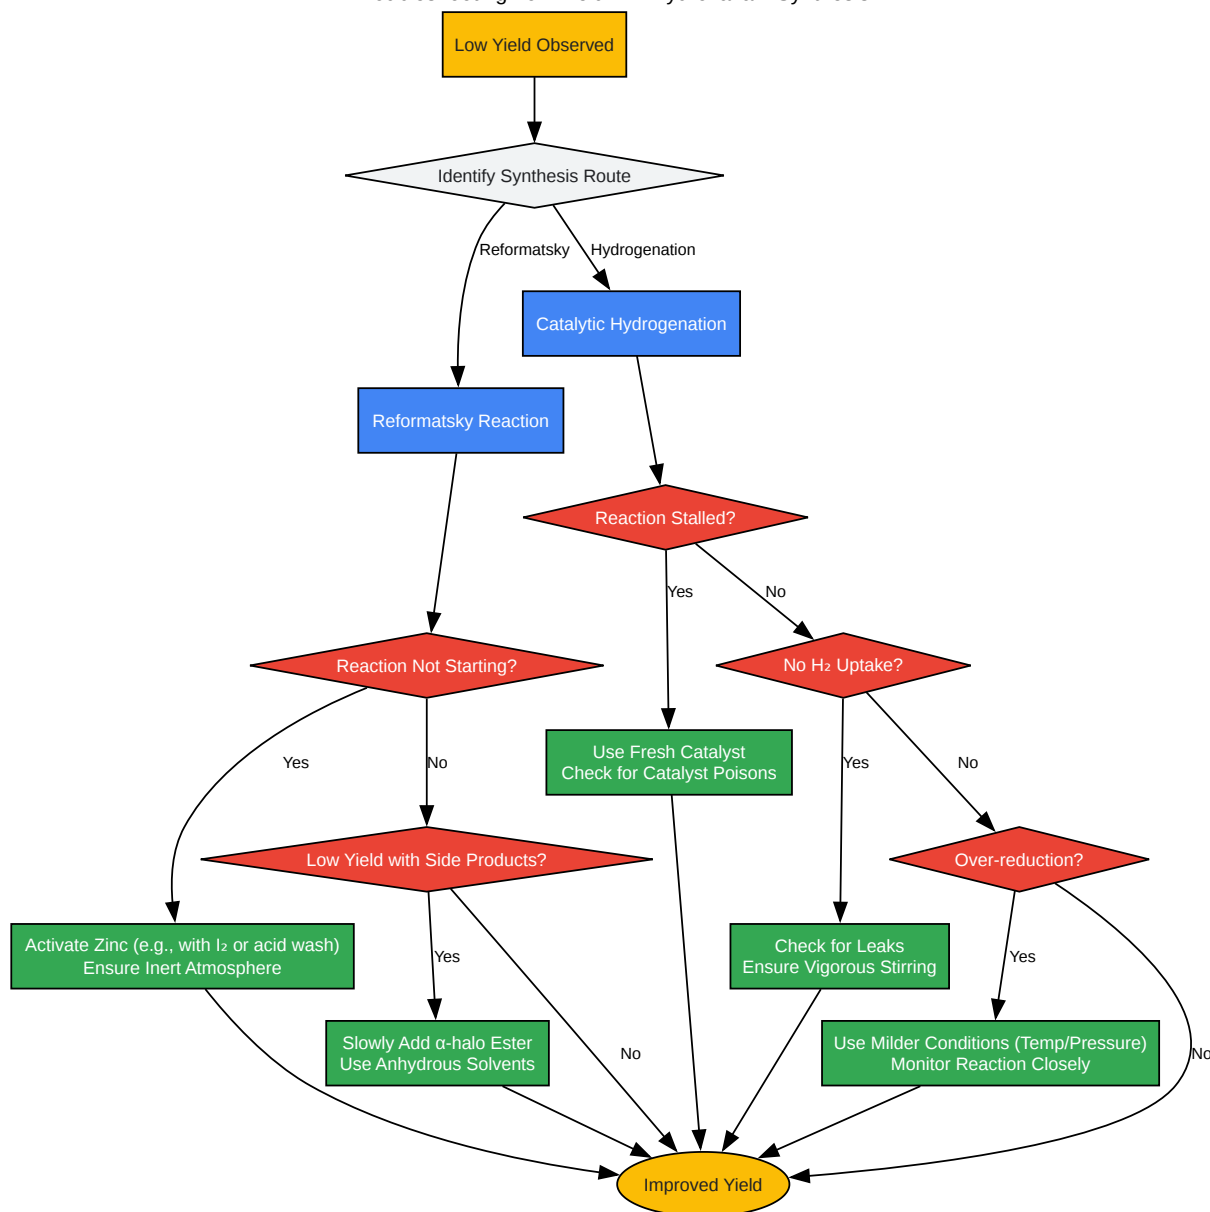 Low Yield Observed
Identify Synthesis Route
Reformatsky
Hydrogenation
Catalytic Hydrogenation
Reformatsky Reaction
Reaction Stalled?
Yes
No
Reaction Not Starting?
No H₂ Uptake?
Use Fresh Catalyst
Check for Catalyst Poisons
Yes
No
Yes
No
Low Yield with Side Products?
Over-reduction?
Activate Zinc (e.g., with I₂ or acid wash)
Ensure Inert Atmosphere
Yes
Check for Leaks
Ensure Vigorous Stirring
Yes
Slowly Add α-halo Ester
Use Anhydrous Solvents
No
Use Milder Conditions (Temp/Pressure)
Monitor Reaction Closely
No
Improved Yield